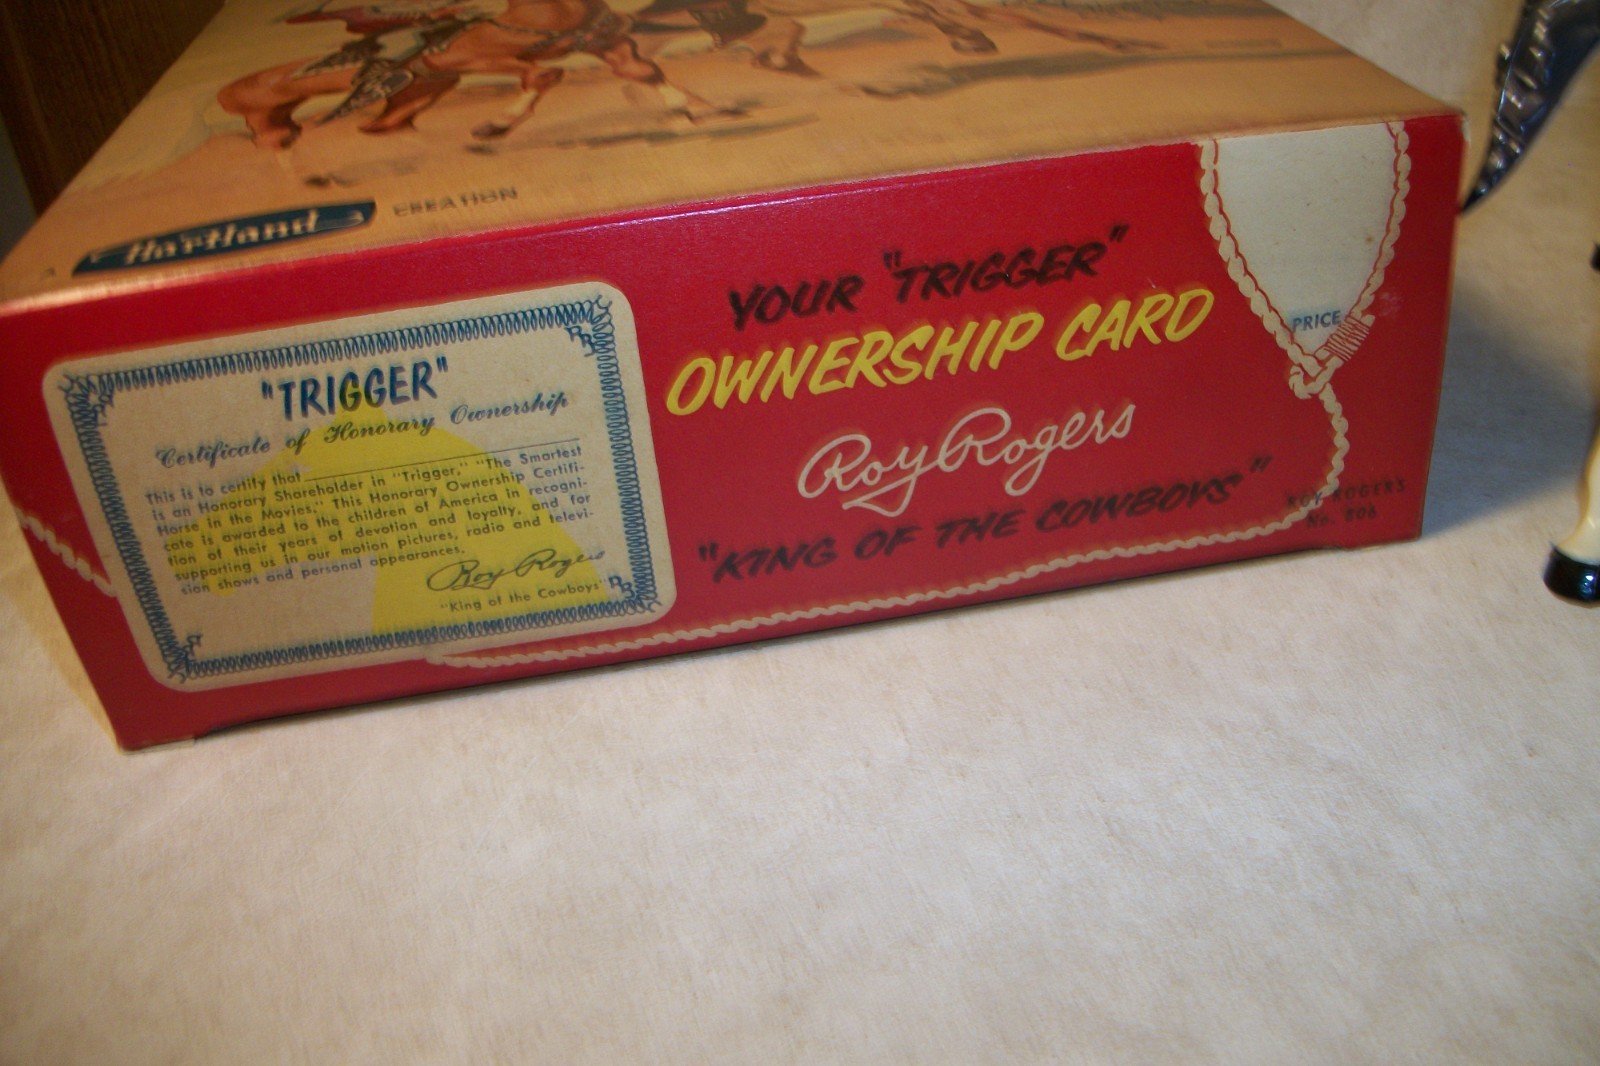 Hartland CREATION
"TRIGGER"
Certificate of Honorary Ownership
This is to certify that
is an Honorary Shareholder in "Trigger," "The Smartest
Horse in the Movies." This Honorary Ownership Certifi-
cate is awarded to the children of America in recogni-
tion of their years of devotion and loyalty, and for
supporting us in our motion pictures, radio and televi-
sion shows and personal appearances.
Roy Rogers
"King of the Cowboys"
YOUR "TRIGGER"
OWNERSHIP CARD
Roy Rogers
"KING OF THE COWBOYS"
PRICE
ROY ROGERS
No. 806